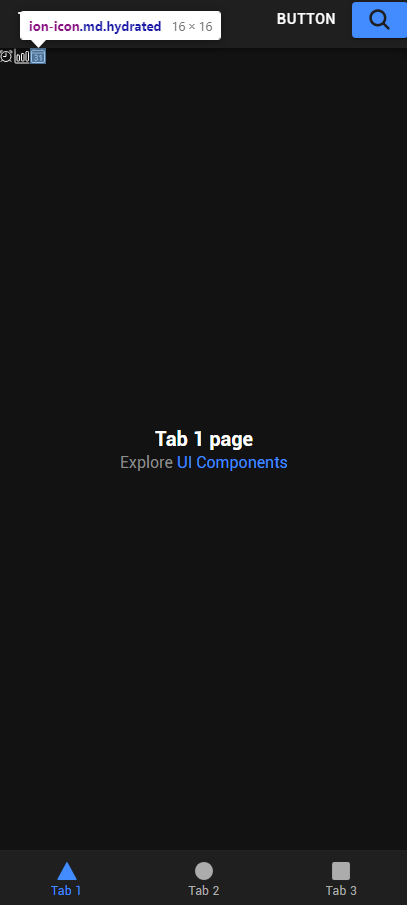 ion-icon.md.hydrated 16 × 16
BUTTON
31
Tab 1 page
Explore UI Components
Tab 1
Tab 2
Tab 3